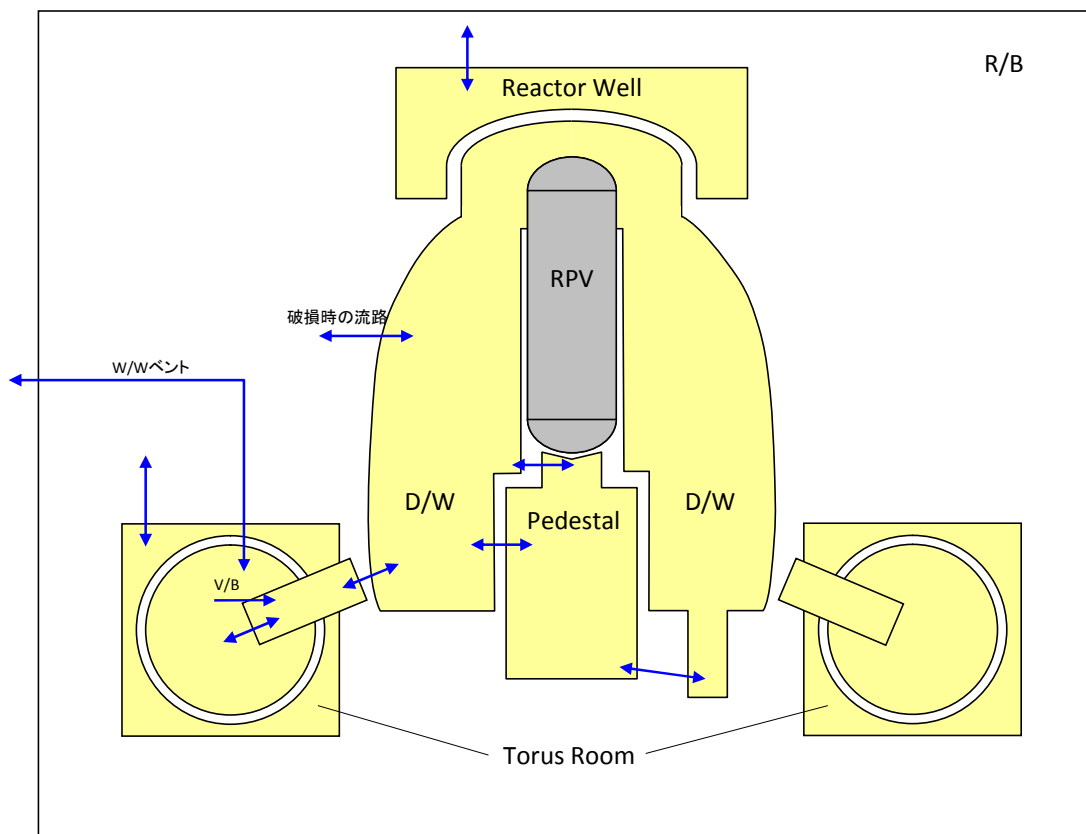 R/B
Reactor Well
RPV
破損時の流路
W/Wベント
D/W
Pedestal
D/W
V/B
Torus Room